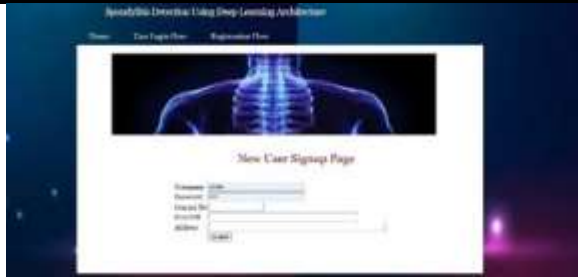 Spondylitis Detection Using Deep Learning Architecture
Home User Login Here Registration Here
New User Signup Page
Username
Password
Contact No
Email ID
Address